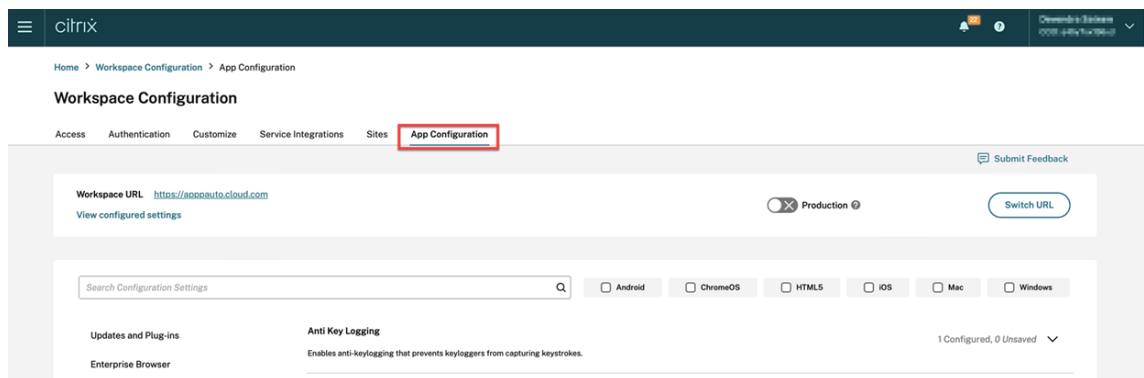 citrix
22
Home > Workspace Configuration > App Configuration
Workspace Configuration
Access Authentication Customize Service Integrations Sites App Configuration
Submit Feedback
Workspace URL https://apppauto.cloud.com
View configured settings
Production
Switch URL
Search Configuration Settings
Android ChromeOS HTML5 iOS Mac Windows
Updates and Plug-ins
Enterprise Browser
Anti Key Logging
Enables anti-keylogging that prevents keyloggers from capturing keystrokes.
1 Configured, 0 Unsaved